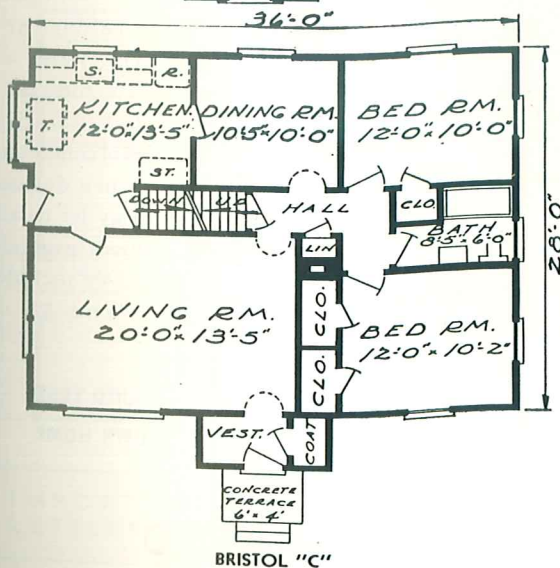 36'-0"
S.
R.
KITCHEN
12'-0" x 13'-5"
T.
ST.
DINING RM.
10'-5" x 10'-0"
BED RM.
12'-0" x 10'-0"
28'-0"
DOWN
UP
HALL
CLO.
LIN
BATH
8'-5" x 6'-0"
LIVING RM.
20'-0" x 13'-5"
CLO.
CLO.
BED RM.
12'-0" x 10'-2"
VEST.
COAT
CONCRETE
TERRACE
6' x 4'
BRISTOL "C"